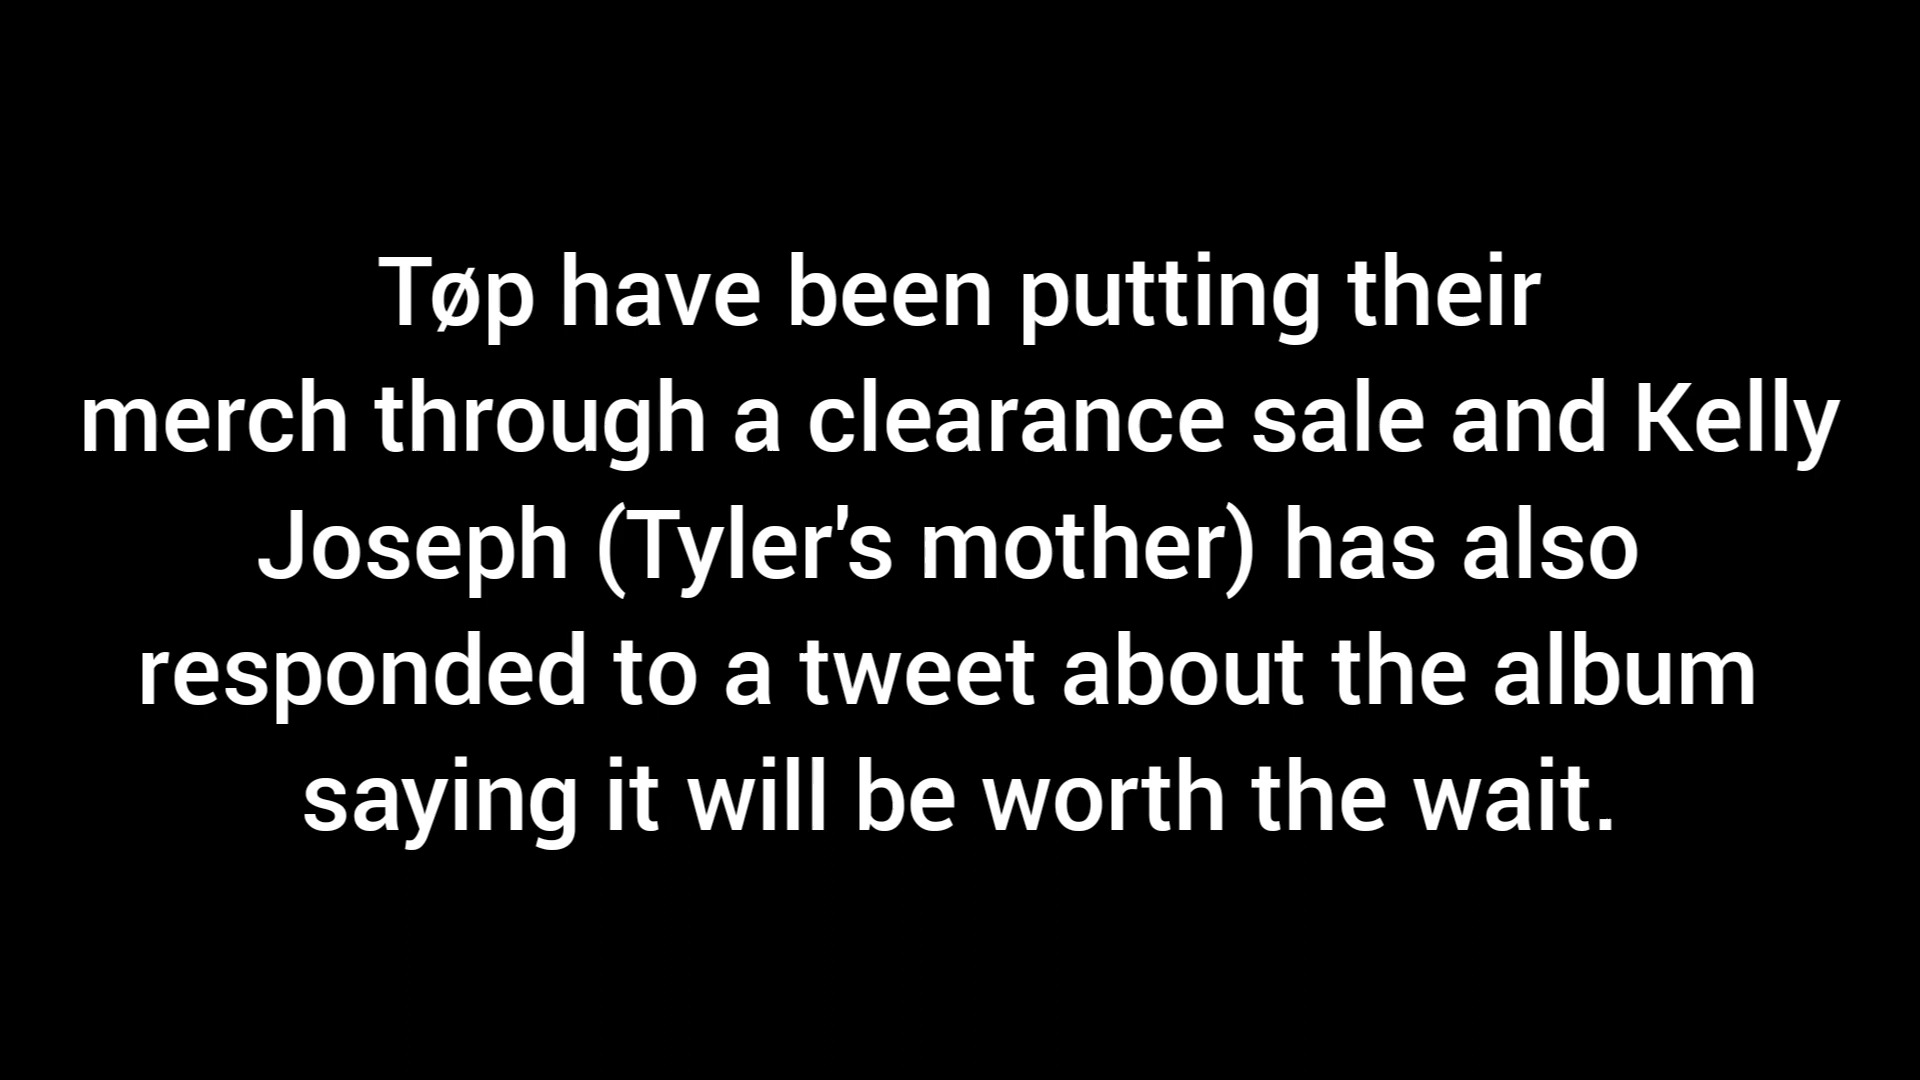 Tøp have been putting their
merch through a clearance sale and Kelly
Joseph (Tyler's mother) has also
responded to a tweet about the album
saying it will be worth the wait.